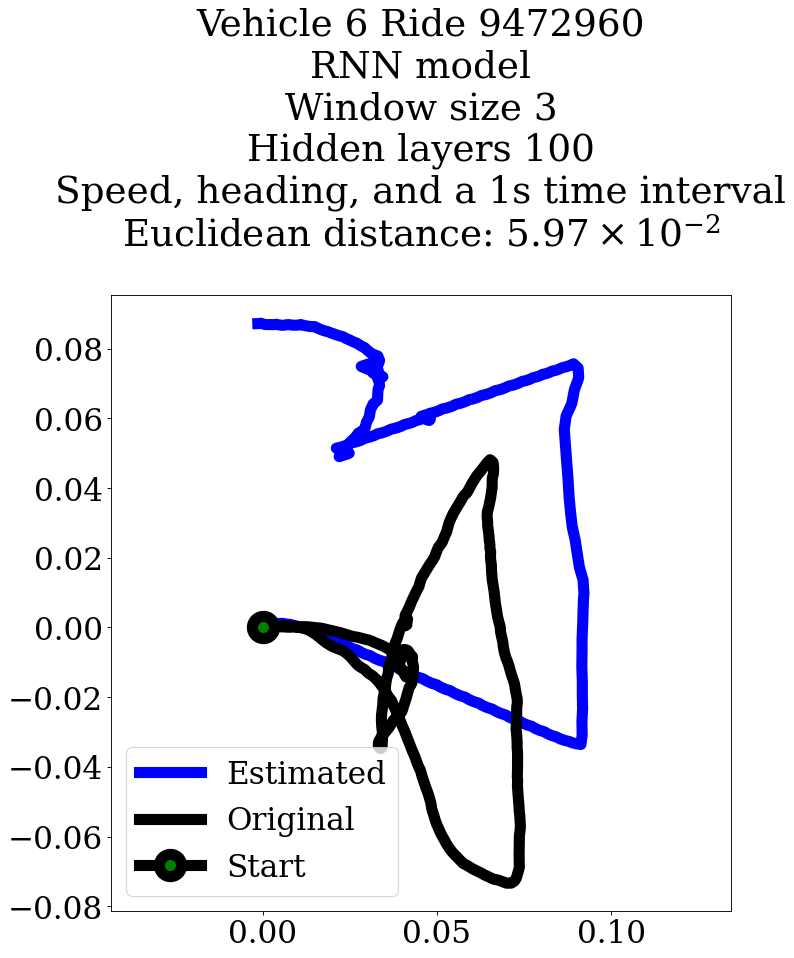 Vehicle 6 Ride 9472960
RNN model
Window size 3
Hidden layers 100
Speed, heading, and a 1s time interval
Euclidean distance: 5.97 × 10⁻²
0.08
0.06
0.04
0.02
0.00
−0.02
−0.04
−0.06
−0.08
Estimated
Original
Start
0.00 0.05 0.10